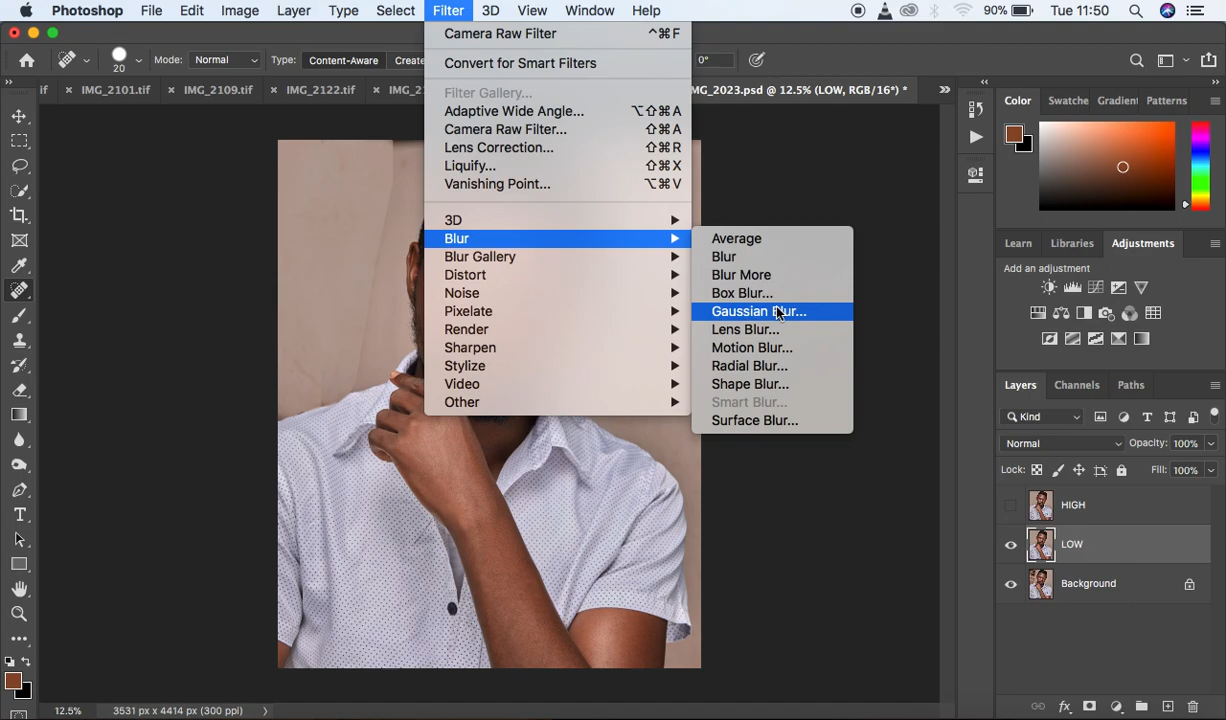 Photoshop File Edit Image Layer Type Select Filter 3D View Window Help 90% Tue 11:50
20 Mode: Normal Type: Content-Aware Create 0°
if × IMG_2101.tif × IMG_2109.tif × IMG_2122.tif × IMG_2023.psd @ 12.5% (LOW, RGB/16*) *
Camera Raw Filter ^⌘F
Convert for Smart Filters
Filter Gallery...
Adaptive Wide Angle... ⌥⇧⌘A
Camera Raw Filter... ⇧⌘A
Lens Correction... ⇧⌘R
Liquify... ⇧⌘X
Vanishing Point... ⌥⌘V
3D
Blur
Blur Gallery
Distort
Noise
Pixelate
Render
Sharpen
Stylize
Video
Other
Average
Blur
Blur More
Box Blur...
Gaussian Blur...
Lens Blur...
Motion Blur...
Radial Blur...
Shape Blur...
Smart Blur...
Surface Blur...
Color Swatche Gradient Patterns
Learn Libraries Adjustments
Add an adjustment
Layers Channels Paths
Kind
Normal Opacity: 100%
Lock: Fill: 100%
HIGH
LOW
Background
12.5% 3531 px x 4414 px (300 ppi)